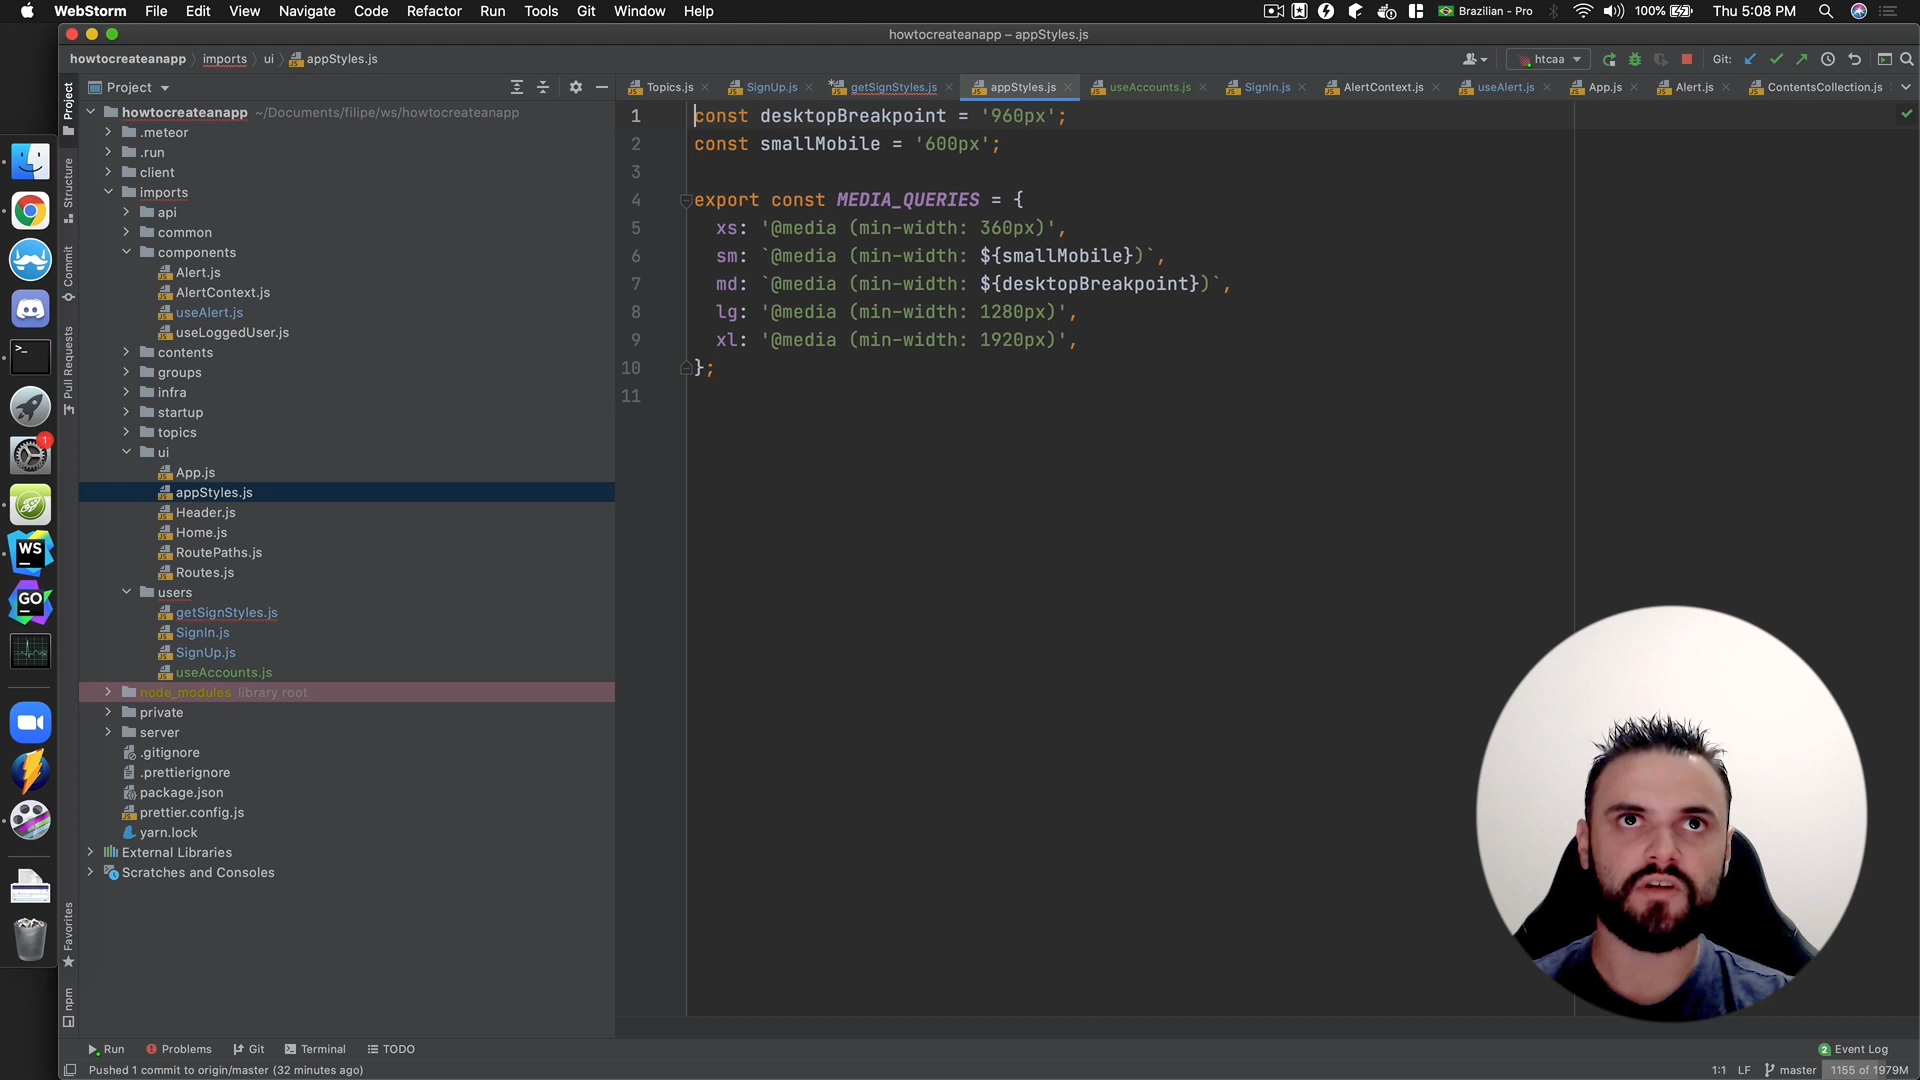 WebStorm File Edit View Navigate Code Refactor Run Tools Git Window Help Brazilian - Pro 100% Thu 5:08 PM
howtocreateanapp – appStyles.js
howtocreateanapp imports ui appStyles.js htcaa Git:
Project
Topics.js SignUp.js getSignStyles.js appStyles.js useAccounts.js SignIn.js AlertContext.js useAlert.js App.js Alert.js ContentsCollection.js
Project
Structure
Commit
Pull Requests
Favorites
npm
howtocreateanapp ~/Documents/filipe/ws/howtocreateanapp
.meteor
.run
client
imports
api
common
components
Alert.js
AlertContext.js
useAlert.js
useLoggedUser.js
contents
groups
infra
startup
topics
ui
App.js
appStyles.js
Header.js
Home.js
RoutePaths.js
Routes.js
users
getSignStyles.js
SignIn.js
SignUp.js
useAccounts.js
node_modules library root
private
server
.gitignore
.prettierignore
package.json
prettier.config.js
yarn.lock
External Libraries
Scratches and Consoles
1 const desktopBreakpoint = '960px';
2 const smallMobile = '600px';
3
4 export const MEDIA_QUERIES = {
5 xs: '@media (min-width: 360px)',
6 sm: `@media (min-width: ${smallMobile})`,
7 md: `@media (min-width: ${desktopBreakpoint})`,
8 lg: '@media (min-width: 1280px)',
9 xl: '@media (min-width: 1920px)',
10 };
11
1
WS
GO
Run Problems Git Terminal TODO 2 Event Log
Pushed 1 commit to origin/master (32 minutes ago) 1:1 LF master 1155 of 1979M